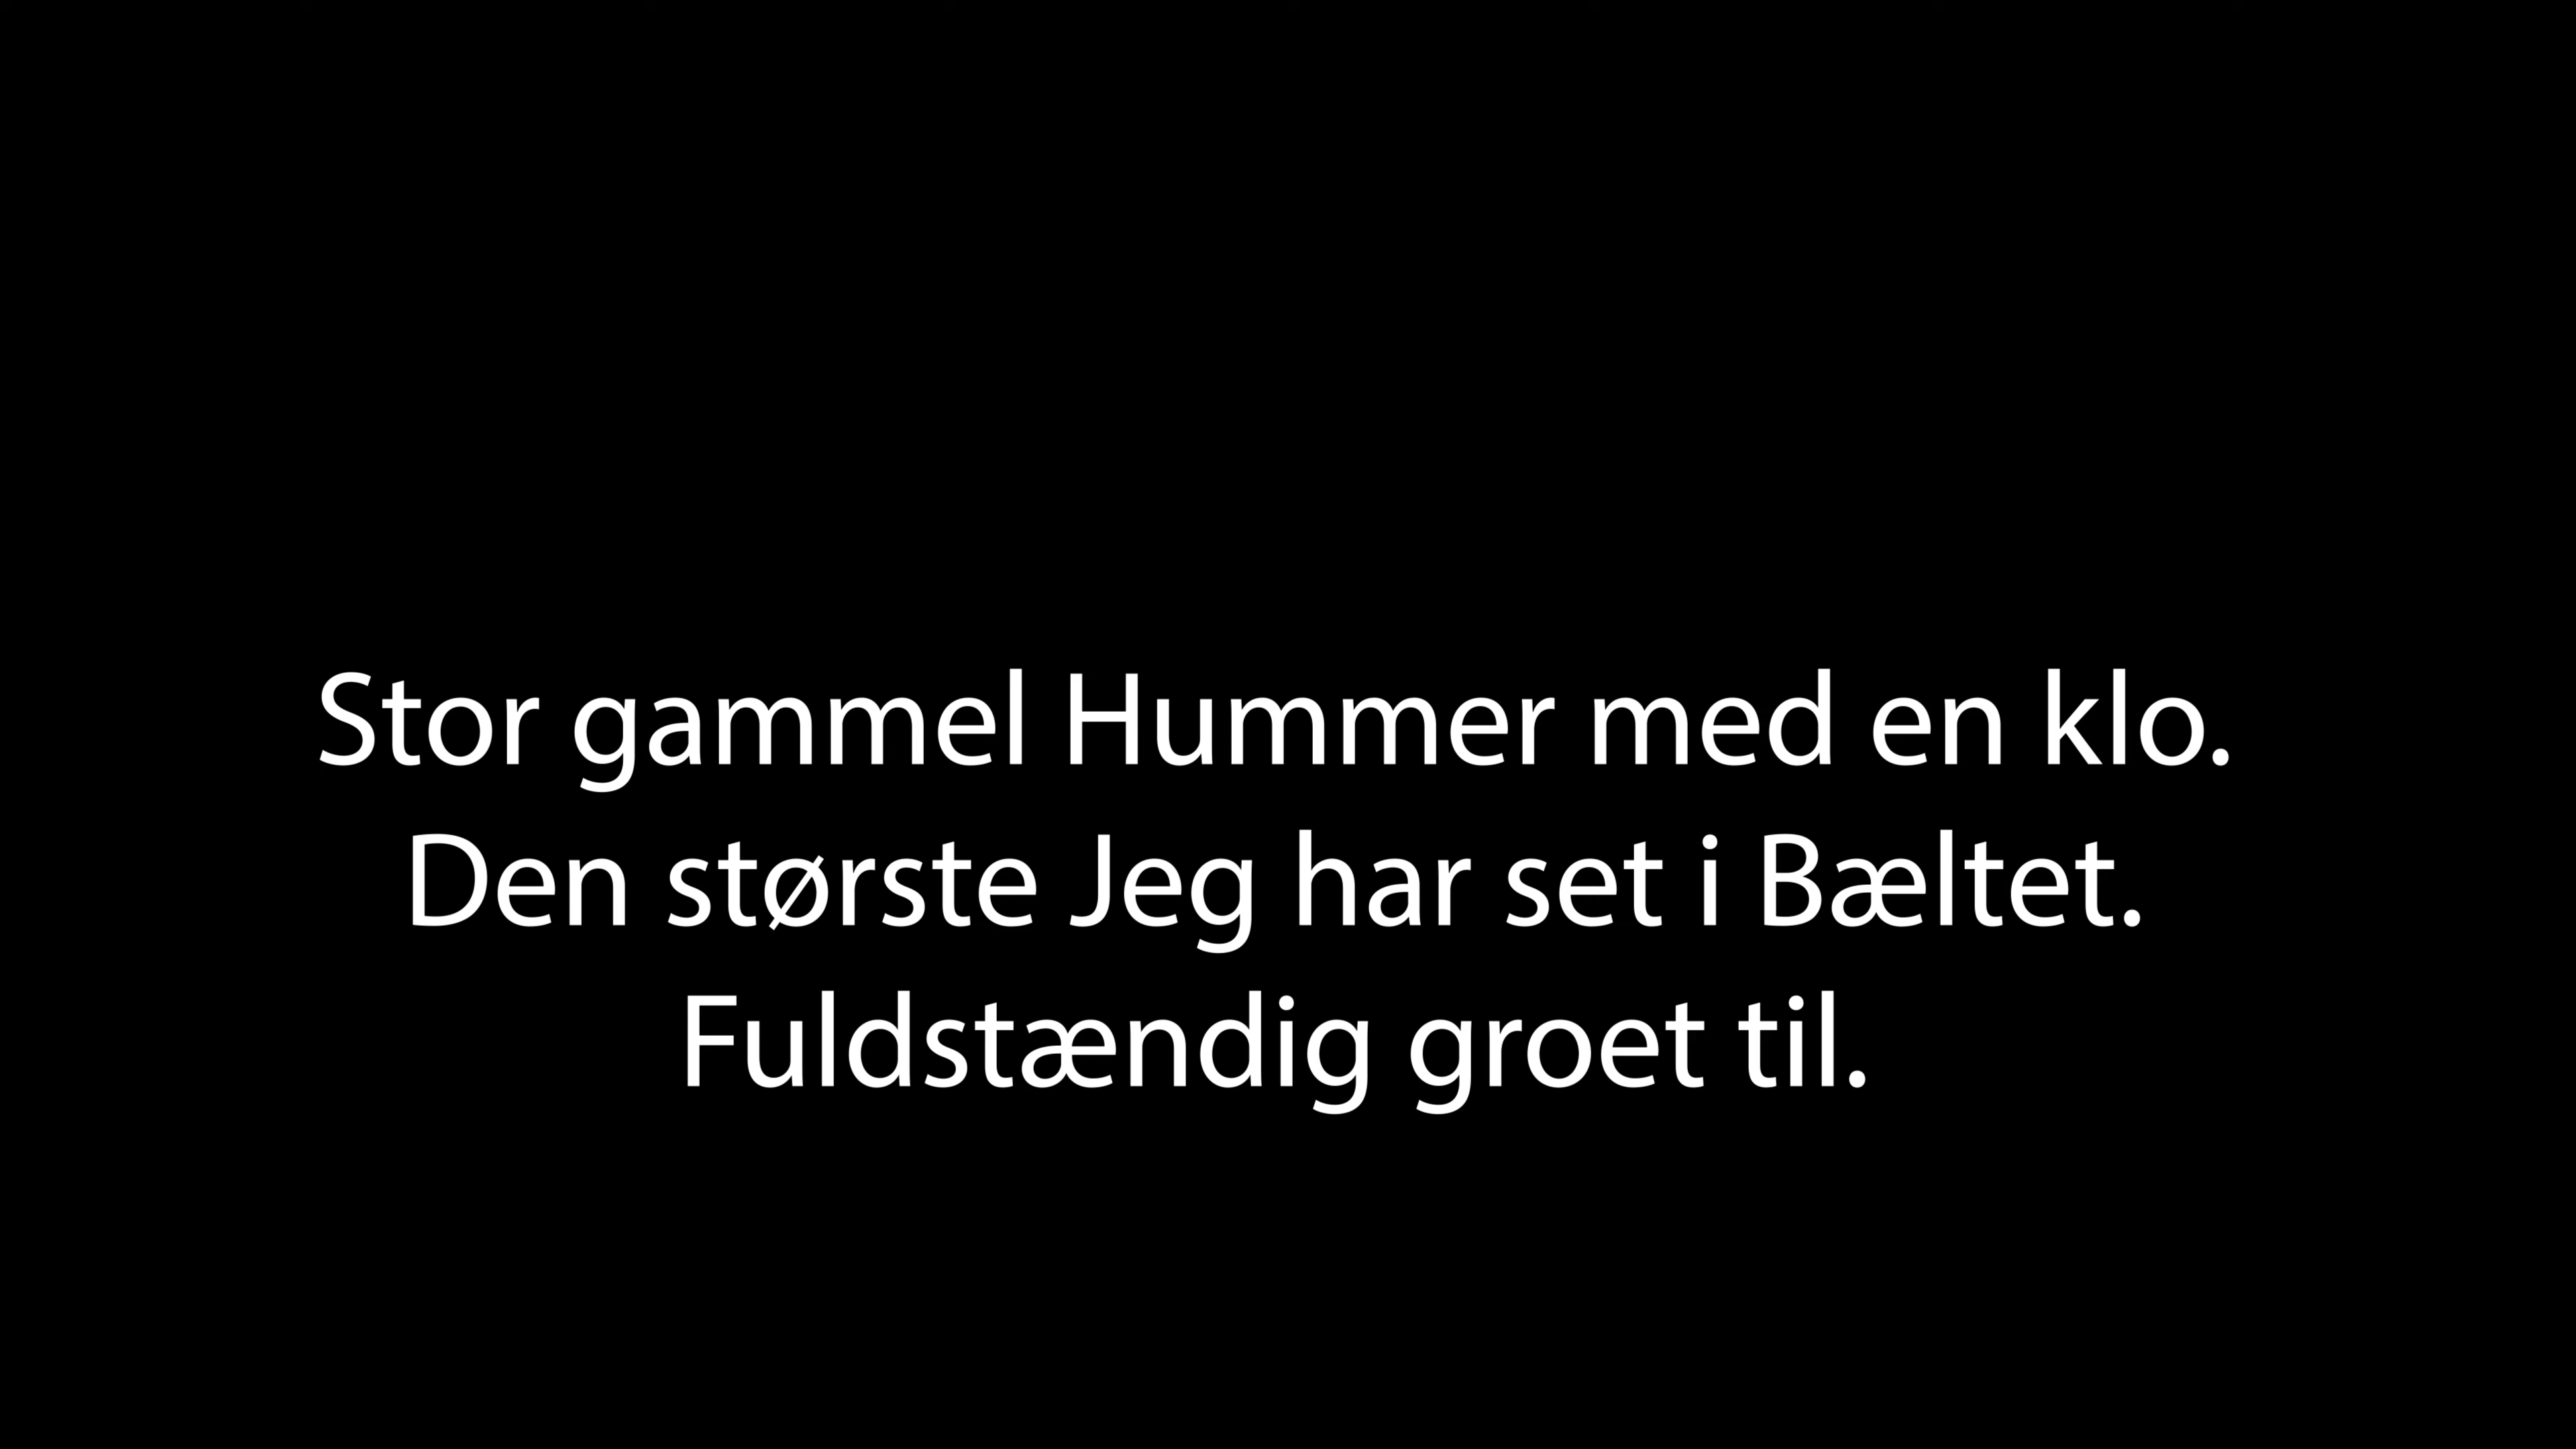 Stor gammel Hummer med en klo.
Den største Jeg har set i Bæltet.
Fuldstændig groet til.